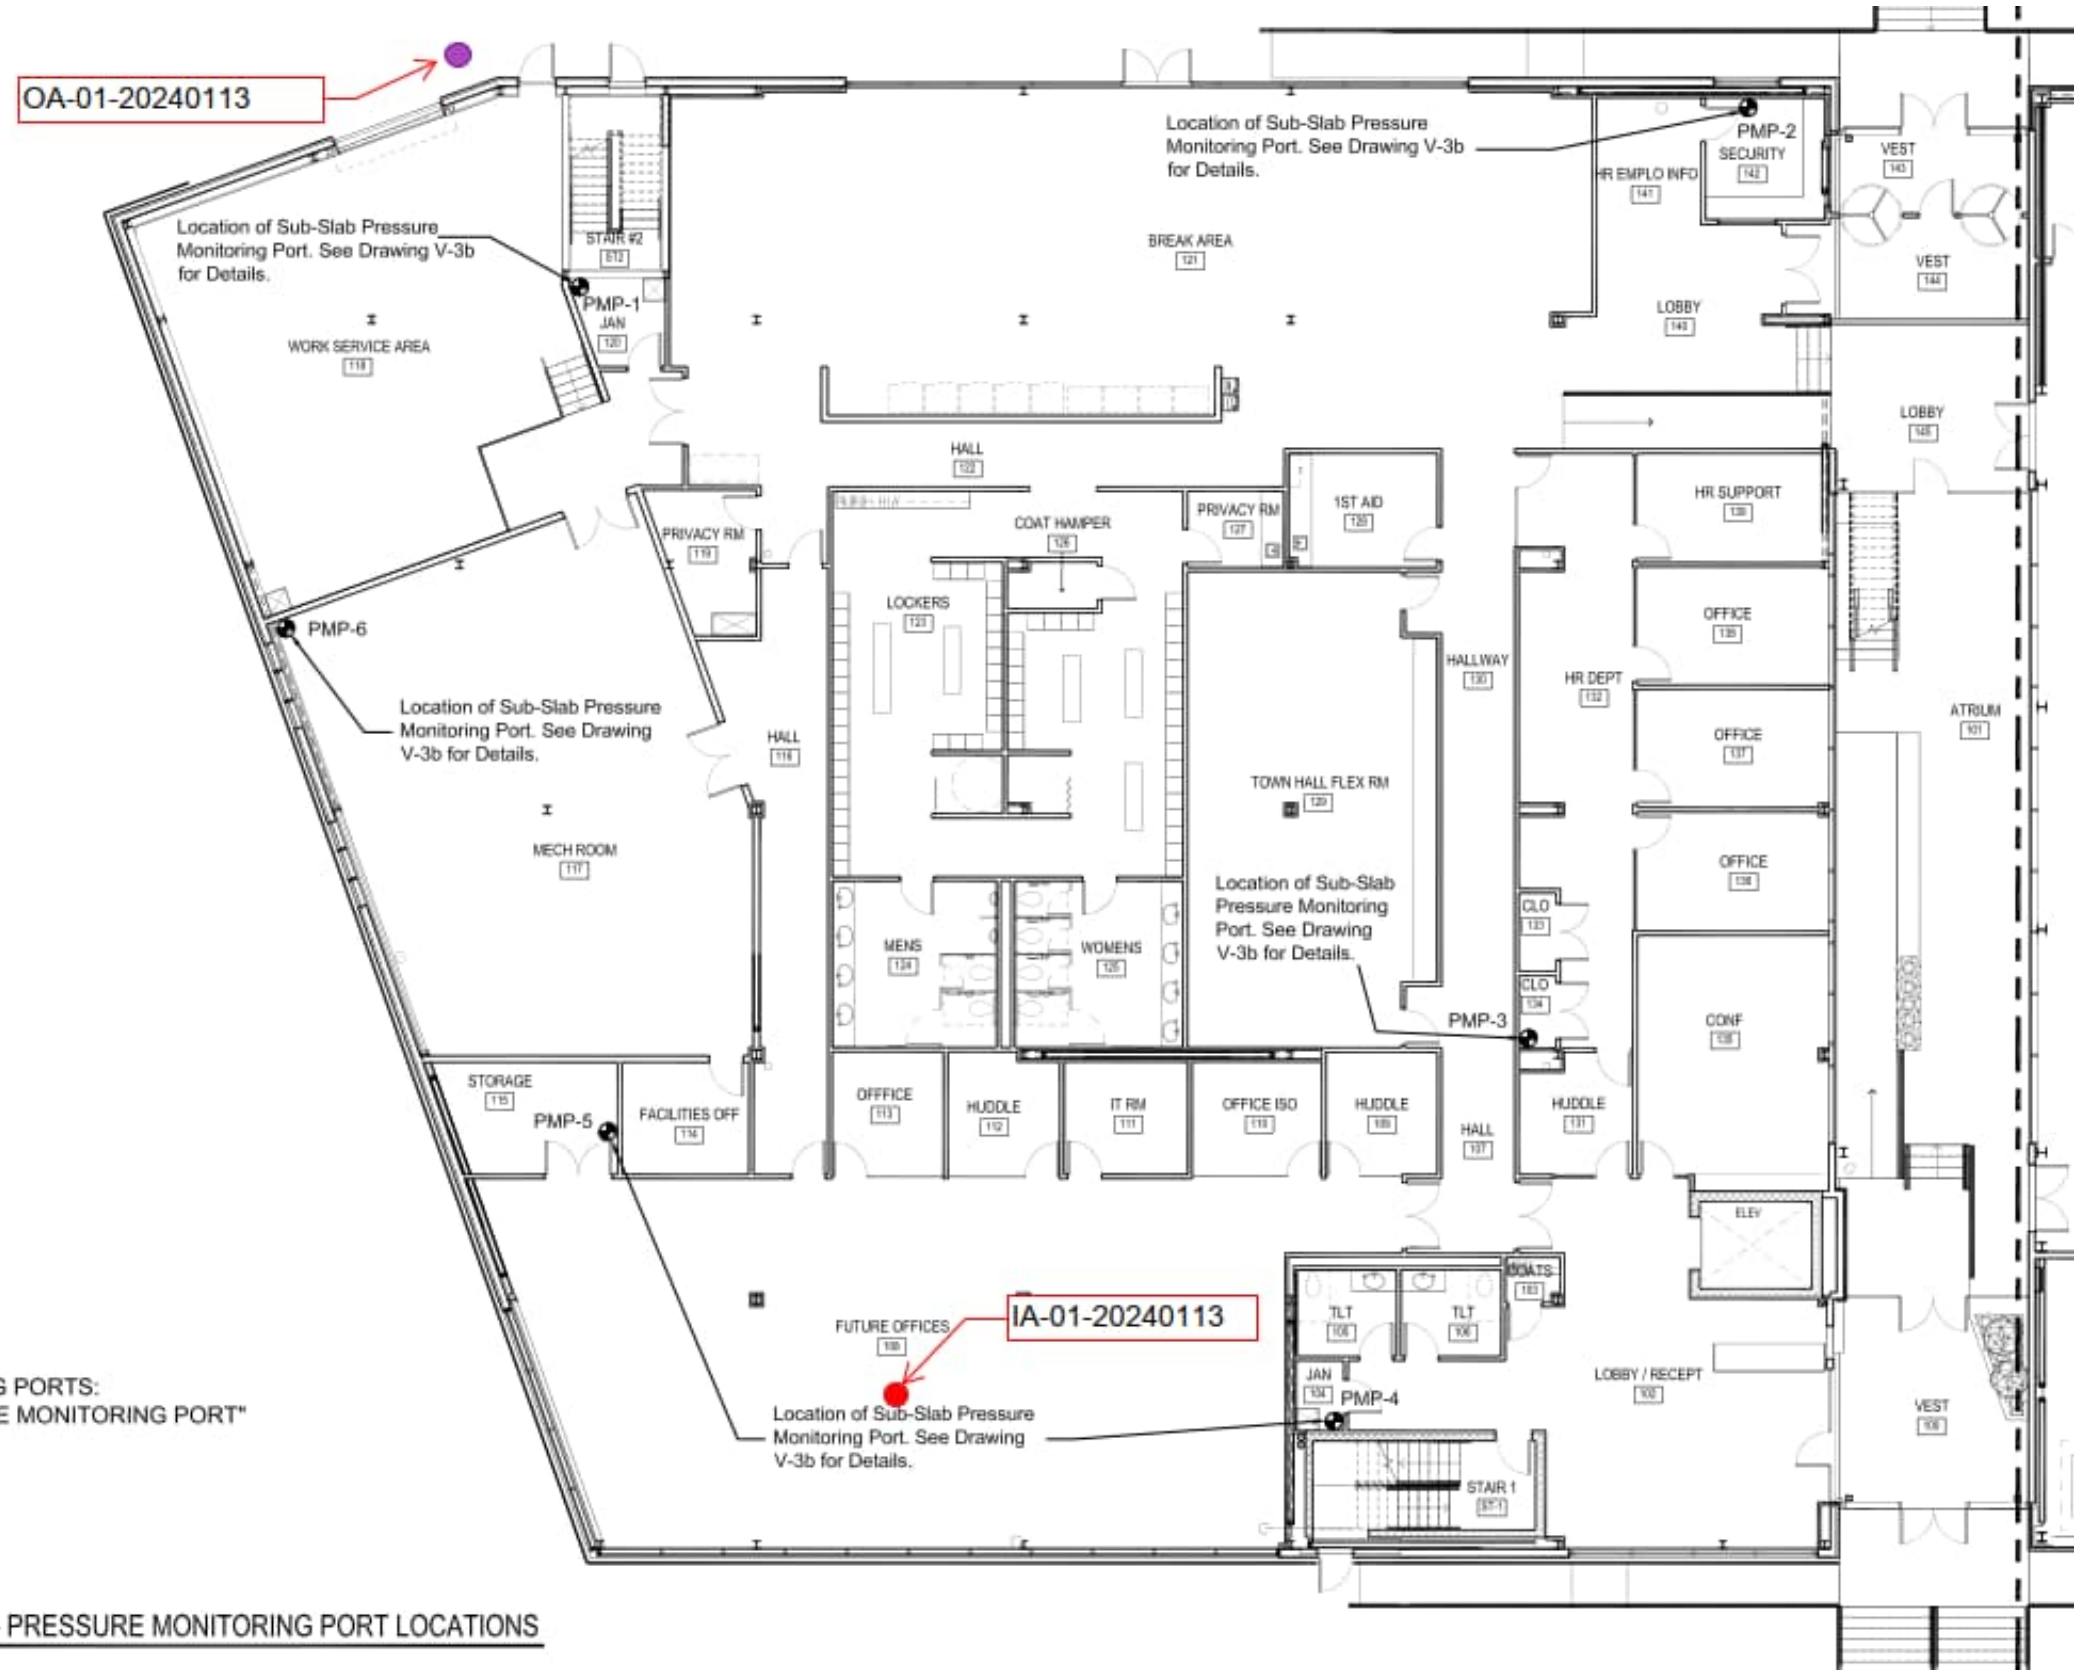 OA-01-20240113
Location of Sub-Slab Pressure
Monitoring Port. See Drawing V-3b
for Details.
PMP-2
SECURITY
142
HR EMPLO INFO
141
VEST
143
Location of Sub-Slab Pressure
Monitoring Port. See Drawing V-3b
for Details.
STAIR #2
ST2
BREAK AREA
121
VEST
144
PMP-1
JAN
120
LOBBY
140
WORK SERVICE AREA
118
LOBBY
145
HALL
122
HR SUPPORT
PRIVACY RM
119
COAT HAMPER
126
PRIVACY RM
127
1ST AID
128
LOCKERS
123
OFFICE
PMP-6
HALLWAY
130
HR DEPT
132
Location of Sub-Slab Pressure
Monitoring Port. See Drawing
V-3b for Details.
ATRIUM
101
HALL
116
OFFICE
137
TOWN HALL FLEX RM
129
MECH ROOM
117
OFFICE
136
Location of Sub-Slab
Pressure Monitoring
Port. See Drawing
V-3b for Details.
CLO
133
MENS
124
WOMENS
125
CLO
134
PMP-3
CONF
135
STORAGE
115
PMP-5
FACILITIES OFF
114
OFFFICE
113
HUDDLE
112
IT RM
111
OFFICE ISO
110
HUDDLE
109
HALL
107
HUDDLE
131
ELEV
COATS
103
IA-01-20240113
FUTURE OFFICES
TLT
105
TLT
106
JAN
104
PMP-4
LOBBY / RECEPT
102
G PORTS:
E MONITORING PORT"
Location of Sub-Slab Pressure
Monitoring Port. See Drawing
V-3b for Details.
VEST
100
STAIR 1
ST-1
PRESSURE MONITORING PORT LOCATIONS